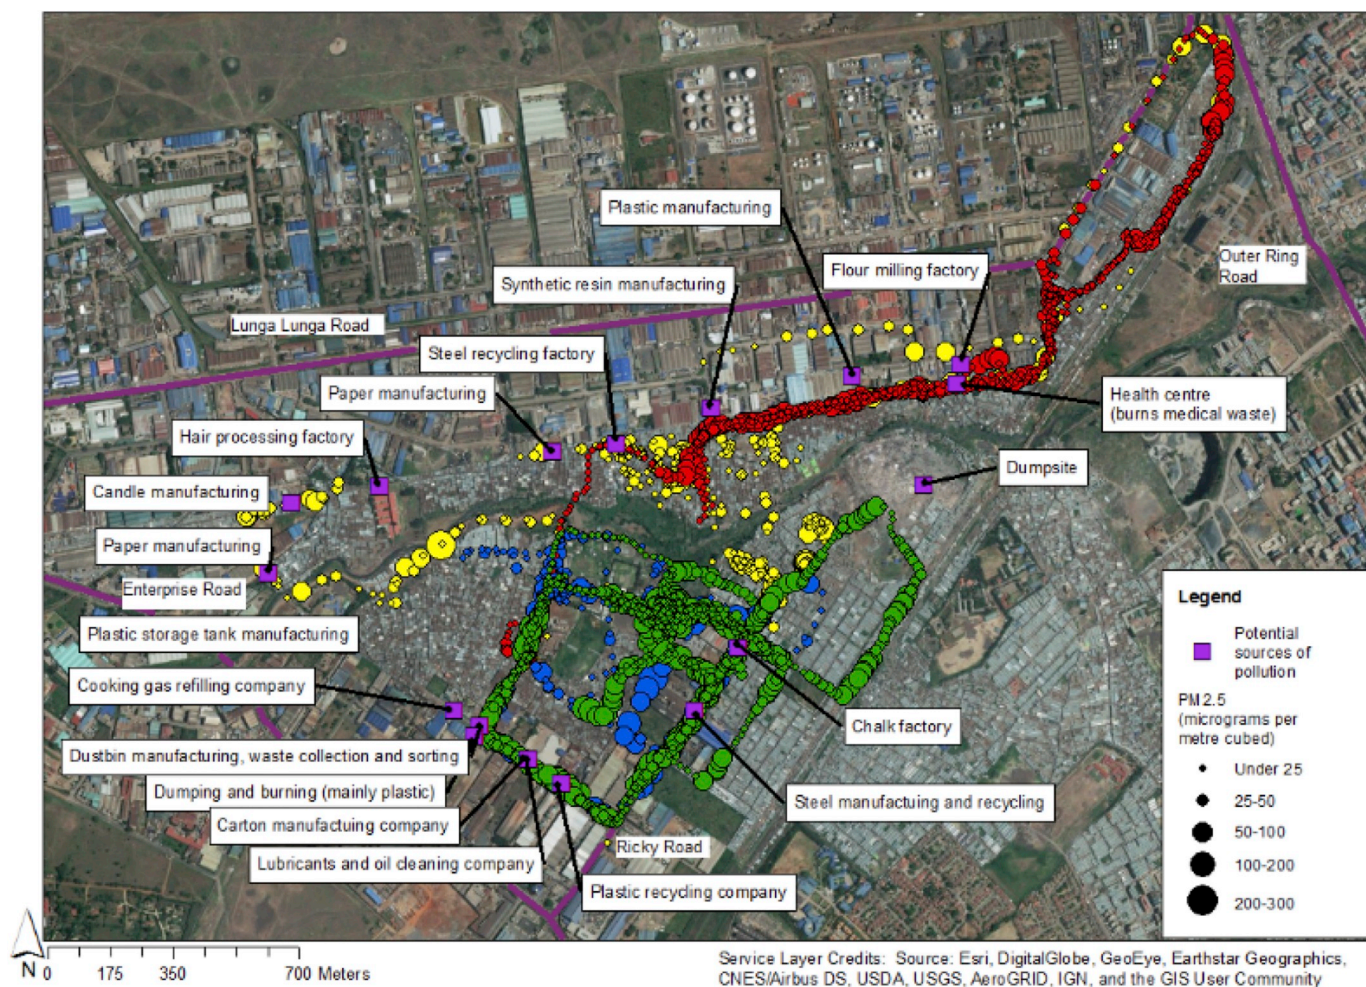 Plastic manufacturing
Flour milling factory
Outer Ring
Road
Synthetic resin manufacturing
Lunga Lunga Road
Steel recycling factory
Paper manufacturing
Health centre
(burns medical waste)
Hair processing factory
Dumpsite
Candle manufacturing
Paper manufacturing
Enterprise Road
Plastic storage tank manufacturing
Cooking gas refilling company
Chalk factory
Dustbin manufacturing, waste collection and sorting
Dumping and burning (mainly plastic)
Steel manufactuing and recycling
Carton manufactuing company
Ricky Road
Lubricants and oil cleaning company
Plastic recycling company
Legend
Potential
sources of
pollution
PM 2.5
(micrograms per
metre cubed)
Under 25
25-50
50-100
100-200
200-300
N
0 175 350 700 Meters
Service Layer Credits: Source: Esri, DigitalGlobe, GeoEye, Earthstar Geographics,
CNES/Airbus DS, USDA, USGS, AeroGRID, IGN, and the GIS User Community